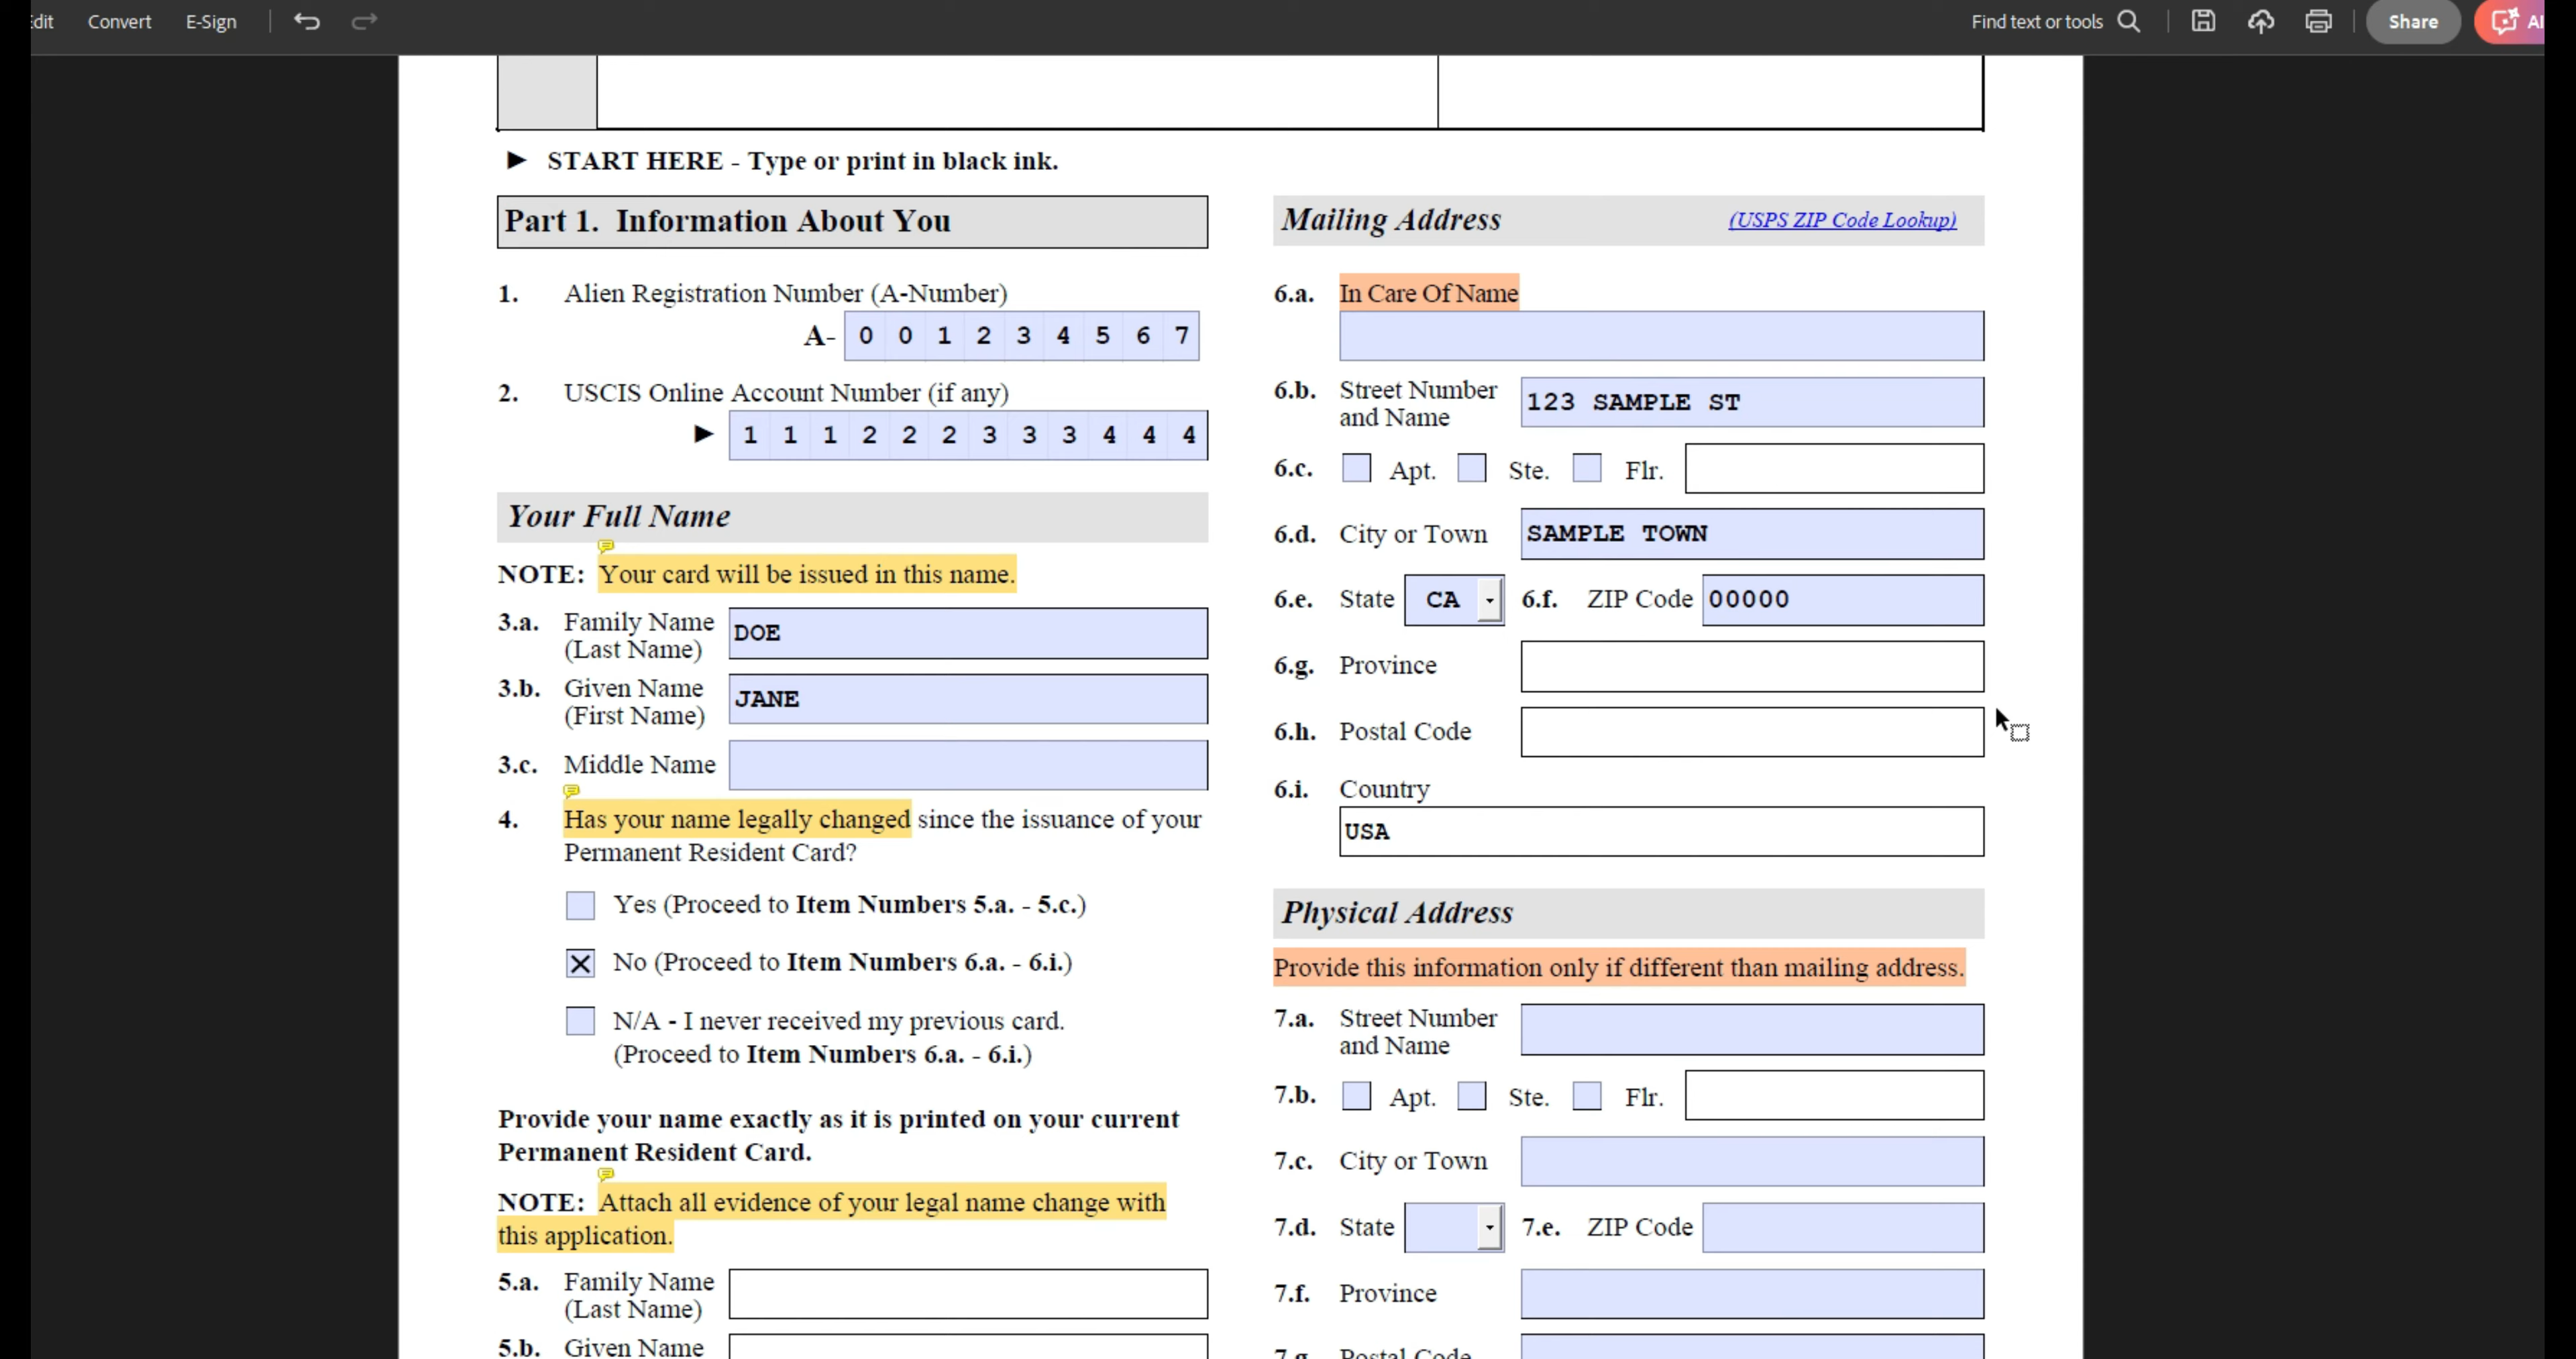 Edit Convert E-Sign
Find text or tools Share AI
► START HERE - Type or print in black ink.
Part 1. Information About You
1. Alien Registration Number (A-Number)
A- 0 0 1 2 3 4 5 6 7
2. USCIS Online Account Number (if any)
► 1 1 1 2 2 2 3 3 3 4 4 4
Your Full Name
NOTE: Your card will be issued in this name.
3.a. Family Name
(Last Name) DOE
3.b. Given Name
(First Name) JANE
3.c. Middle Name
4. Has your name legally changed since the issuance of your
Permanent Resident Card?
Yes (Proceed to Item Numbers 5.a. - 5.c.)
No (Proceed to Item Numbers 6.a. - 6.i.)
N/A - I never received my previous card.
(Proceed to Item Numbers 6.a. - 6.i.)
Provide your name exactly as it is printed on your current
Permanent Resident Card.
NOTE: Attach all evidence of your legal name change with
this application.
5.a. Family Name
(Last Name)
5.b. Given Name
Mailing Address (USPS ZIP Code Lookup)
6.a. In Care Of Name
6.b. Street Number
and Name 123 SAMPLE ST
6.c. Apt. Ste. Flr.
6.d. City or Town SAMPLE TOWN
6.e. State CA 6.f. ZIP Code 00000
6.g. Province
6.h. Postal Code
6.i. Country
USA
Physical Address
Provide this information only if different than mailing address.
7.a. Street Number
and Name
7.b. Apt. Ste. Flr.
7.c. City or Town
7.d. State 7.e. ZIP Code
7.f. Province
7.g. Postal Code